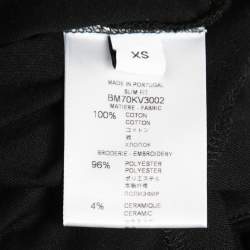 XS
MADE IN PORTUGAL
SLIM FIT
BM70KV3002
MATIERE - FABRIC
100% COTON
COTTON
コットン
棉
ХЛОПОК
BRODERIE - EMBROIDERY
96% POLYESTER
POLYESTER
ポリエステル
ПОЛИЭФИР
4% CERAMIQUE
CERAMIC